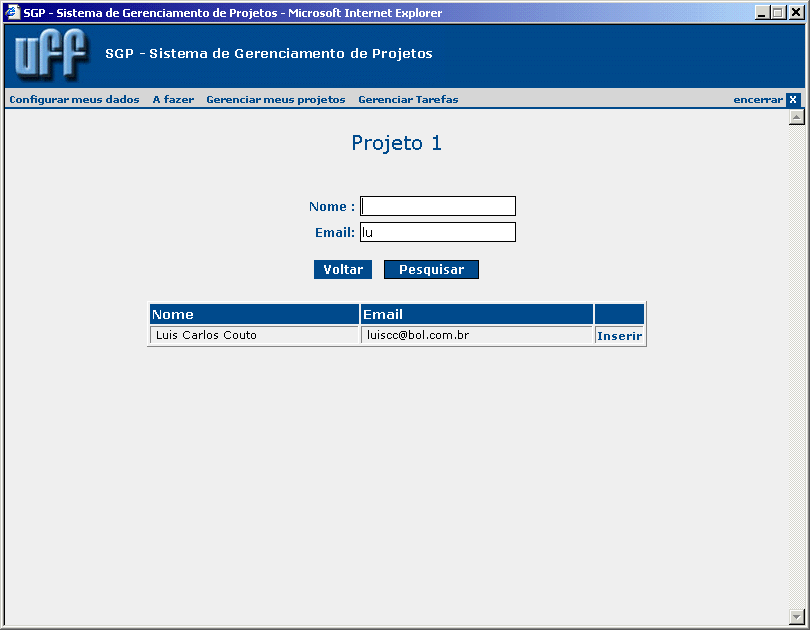 SGP - Sistema de Gerenciamento de Projetos - Microsoft Internet Explorer
uff SGP - Sistema de Gerenciamento de Projetos
Configurar meus dados A fazer Gerenciar meus projetos Gerenciar Tarefas encerrar X
Projeto 1
Nome :
Email: lu
Voltar Pesquisar
Nome Email
Luis Carlos Couto luiscc@bol.com.br Inserir